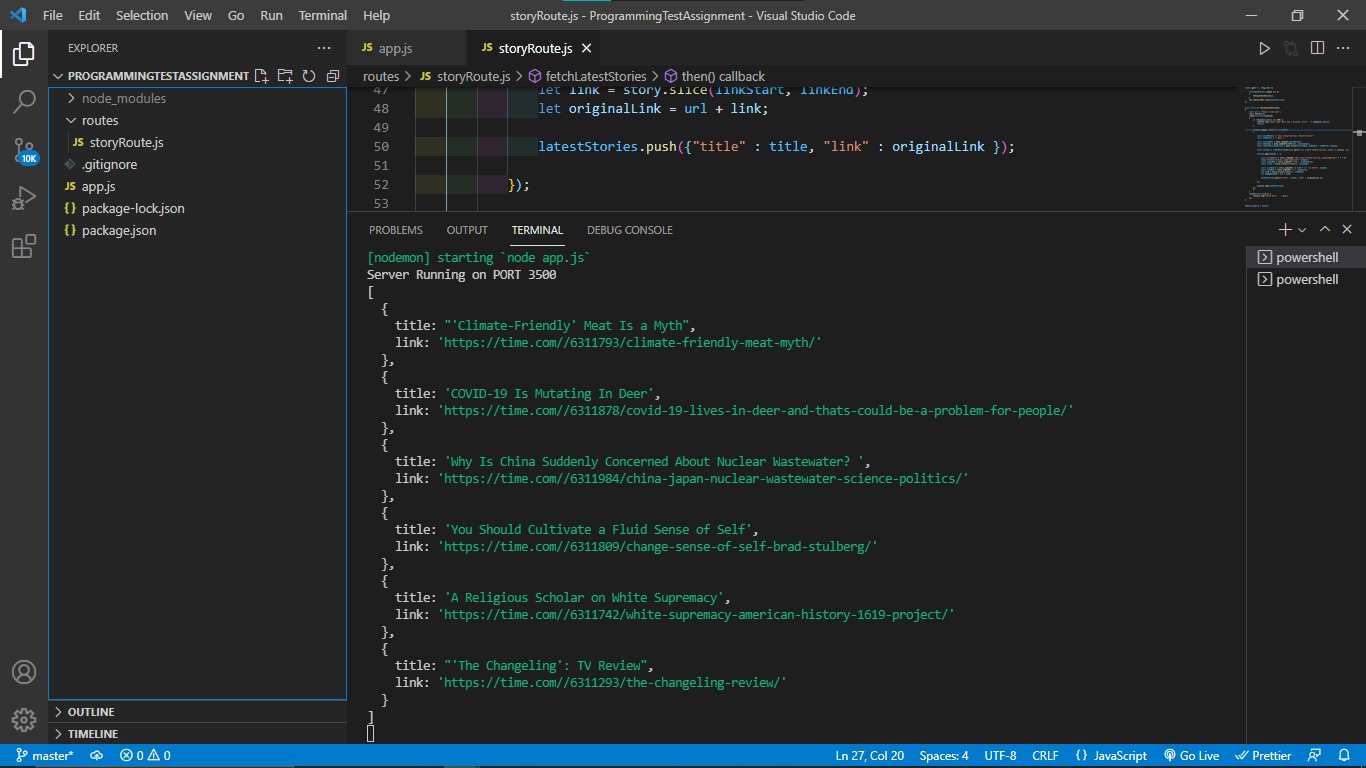 File Edit Selection View Go Run Terminal Help storyRoute.js - ProgrammingTestAssignment - Visual Studio Code
EXPLORER
PROGRAMMINGTESTASSIGNMENT
node_modules
routes
JS storyRoute.js
.gitignore
JS app.js
{} package-lock.json
{} package.json
10K
OUTLINE
TIMELINE
JS app.js JS storyRoute.js
routes > JS storyRoute.js > fetchLatestStories > then() callback
47 let link = story.slice(linkStart, linkEnd);
48 let originalLink = url + link;
49
50 latestStories.push({"title" : title, "link" : originalLink });
51
52 });
53
PROBLEMS OUTPUT TERMINAL DEBUG CONSOLE
powershell
powershell
[nodemon] starting `node app.js`
Server Running on PORT 3500
[
{
title: "'Climate-Friendly' Meat Is a Myth",
link: 'https://time.com//6311793/climate-friendly-meat-myth/'
},
{
title: 'COVID-19 Is Mutating In Deer',
link: 'https://time.com//6311878/covid-19-lives-in-deer-and-thats-could-be-a-problem-for-people/'
},
{
title: 'Why Is China Suddenly Concerned About Nuclear Wastewater? ',
link: 'https://time.com//6311984/china-japan-nuclear-wastewater-science-politics/'
},
{
title: 'You Should Cultivate a Fluid Sense of Self',
link: 'https://time.com//6311809/change-sense-of-self-brad-stulberg/'
},
{
title: 'A Religious Scholar on White Supremacy',
link: 'https://time.com//6311742/white-supremacy-american-history-1619-project/'
},
{
title: "'The Changeling': TV Review",
link: 'https://time.com//6311293/the-changeling-review/'
}
]
master* 0 0 Ln 27, Col 20 Spaces: 4 UTF-8 CRLF {} JavaScript Go Live Prettier